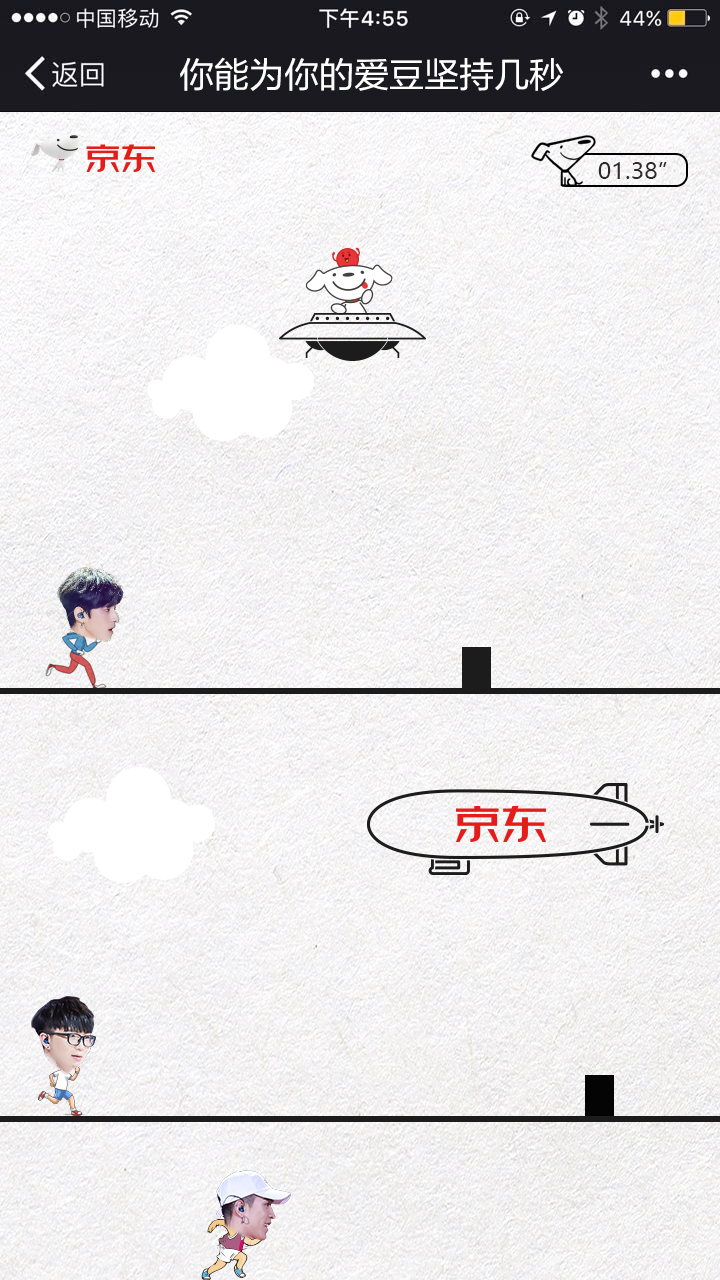 中国移动
下午4:55
44%
返回
你能为你的爱豆坚持几秒
京东
01.38″
京东